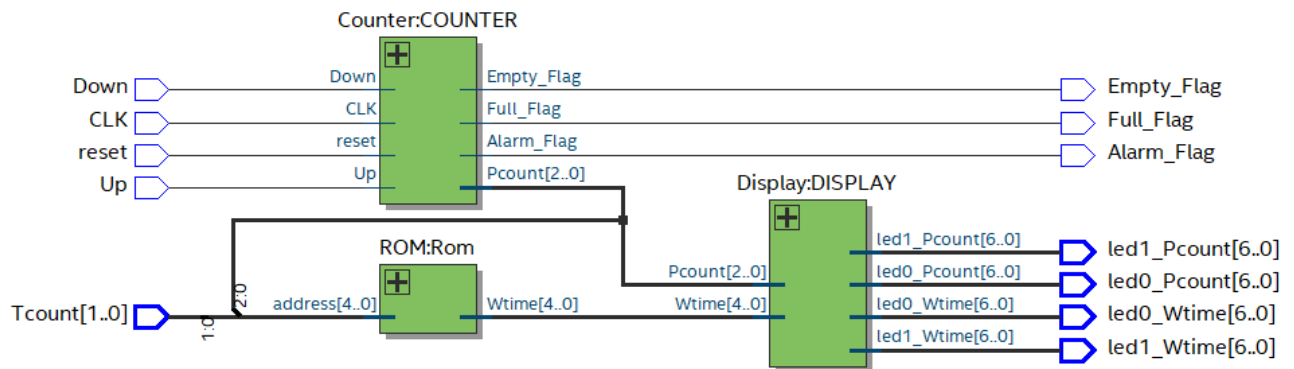 Counter:COUNTER
Down
CLK
reset
Up
Down
CLK
reset
Up
Empty_Flag
Full_Flag
Alarm_Flag
Pcount[2..0]
Empty_Flag
Full_Flag
Alarm_Flag
ROM:Rom
Tcount[1..0]
1:0
2:0
address[4..0]
Wtime[4..0]
Display:DISPLAY
Pcount[2..0]
Wtime[4..0]
led1_Pcount[6..0]
led0_Pcount[6..0]
led0_Wtime[6..0]
led1_Wtime[6..0]
led1_Pcount[6..0]
led0_Pcount[6..0]
led0_Wtime[6..0]
led1_Wtime[6..0]